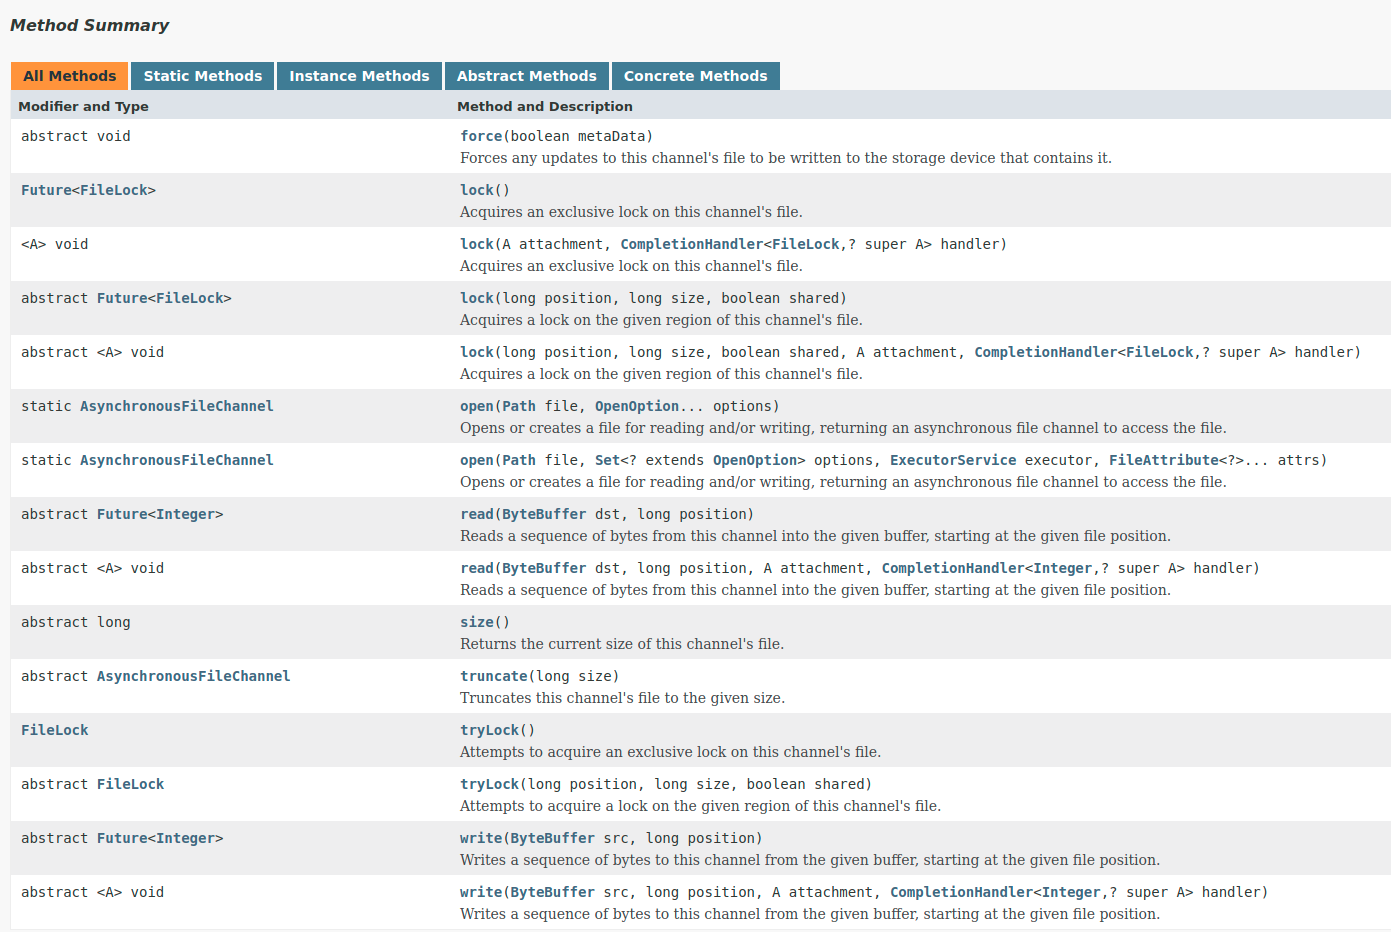 Method Summary
All Methods Static Methods Instance Methods Abstract Methods Concrete Methods
Modifier and Type Method and Description
abstract void force(boolean metaData)
Forces any updates to this channel's file to be written to the storage device that contains it.
Future<FileLock> lock()
Acquires an exclusive lock on this channel's file.
<A> void lock(A attachment, CompletionHandler<FileLock,? super A> handler)
Acquires an exclusive lock on this channel's file.
abstract Future<FileLock> lock(long position, long size, boolean shared)
Acquires a lock on the given region of this channel's file.
abstract <A> void lock(long position, long size, boolean shared, A attachment, CompletionHandler<FileLock,? super A> handler)
Acquires a lock on the given region of this channel's file.
static AsynchronousFileChannel open(Path file, OpenOption... options)
Opens or creates a file for reading and/or writing, returning an asynchronous file channel to access the file.
static AsynchronousFileChannel open(Path file, Set<? extends OpenOption> options, ExecutorService executor, FileAttribute<?>... attrs)
Opens or creates a file for reading and/or writing, returning an asynchronous file channel to access the file.
abstract Future<Integer> read(ByteBuffer dst, long position)
Reads a sequence of bytes from this channel into the given buffer, starting at the given file position.
abstract <A> void read(ByteBuffer dst, long position, A attachment, CompletionHandler<Integer,? super A> handler)
Reads a sequence of bytes from this channel into the given buffer, starting at the given file position.
abstract long size()
Returns the current size of this channel's file.
abstract AsynchronousFileChannel truncate(long size)
Truncates this channel's file to the given size.
FileLock tryLock()
Attempts to acquire an exclusive lock on this channel's file.
abstract FileLock tryLock(long position, long size, boolean shared)
Attempts to acquire a lock on the given region of this channel's file.
abstract Future<Integer> write(ByteBuffer src, long position)
Writes a sequence of bytes to this channel from the given buffer, starting at the given file position.
abstract <A> void write(ByteBuffer src, long position, A attachment, CompletionHandler<Integer,? super A> handler)
Writes a sequence of bytes to this channel from the given buffer, starting at the given file position.